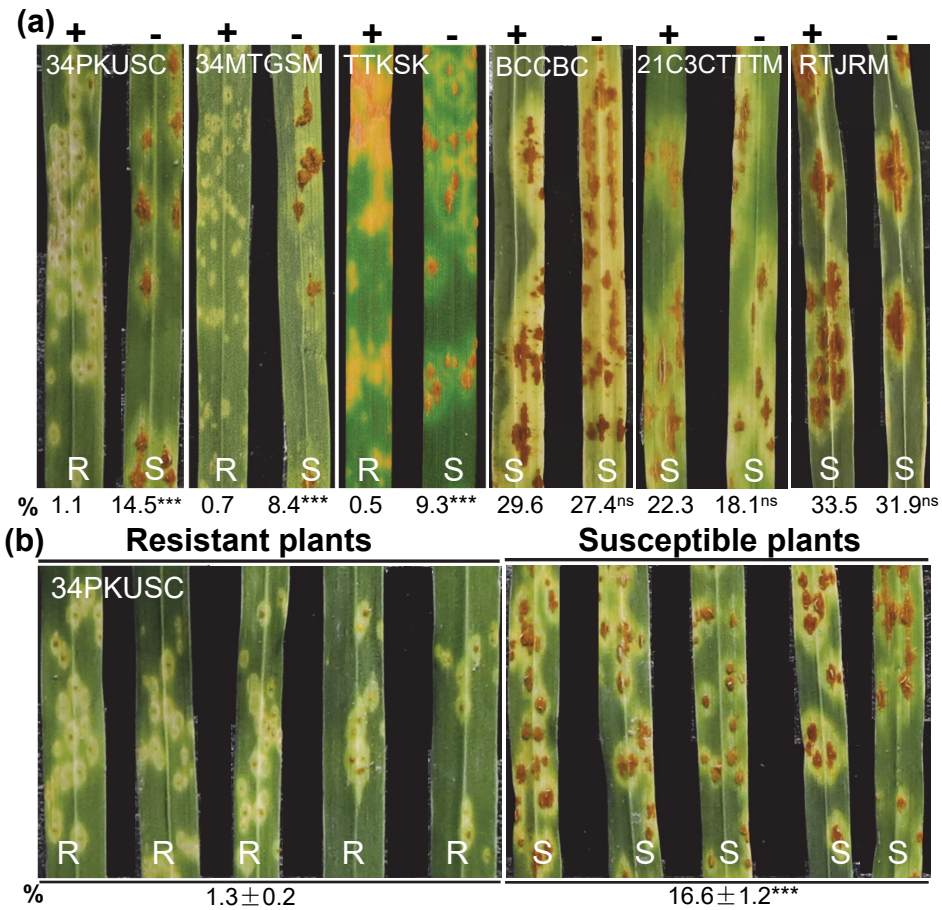 (a)
+ - + - + - + - + - + -
34PKUSC 34MTGSM TTKSK BCCBC 21C3CTTTM RTJRM
R S R S R S S S S S S S
% 1.1 14.5*** 0.7 8.4*** 0.5 9.3*** 29.6 27.4ns 22.3 18.1ns 33.5 31.9ns
(b) Resistant plants Susceptible plants
34PKUSC
R R R R R S S S S S
% 1.3±0.2 16.6±1.2***